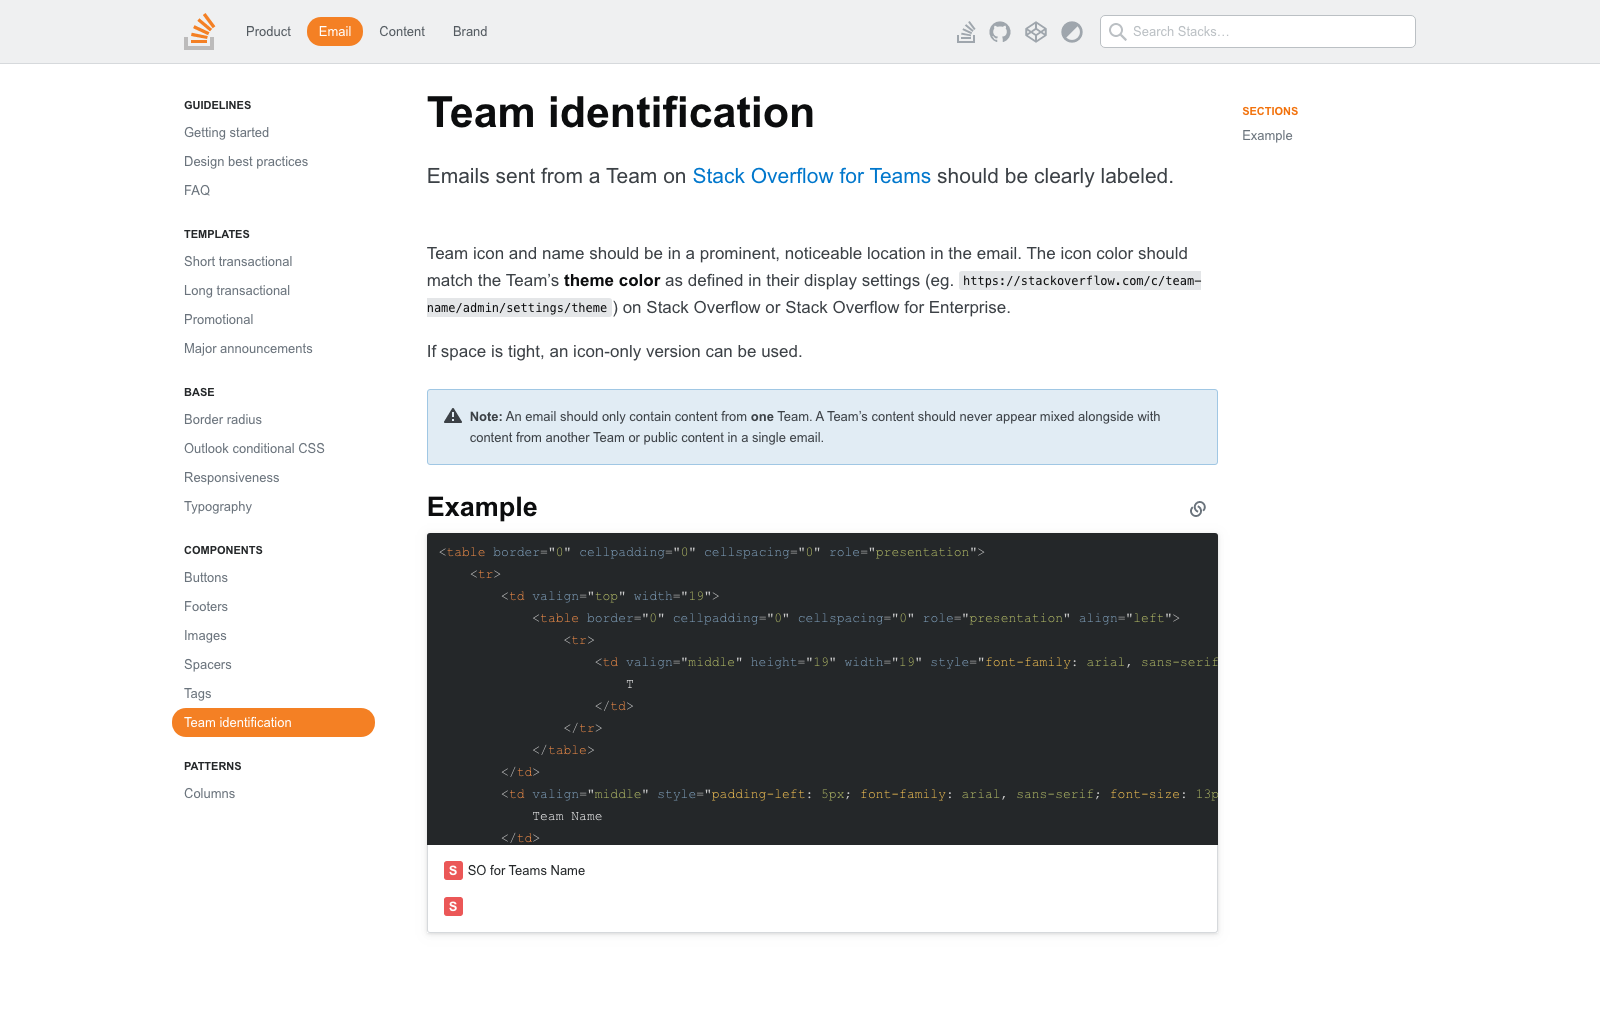 Product
Email
Content
Brand
Search Stacks…
GUIDELINES
Getting started
Design best practices
FAQ
TEMPLATES
Short transactional
Long transactional
Promotional
Major announcements
BASE
Border radius
Outlook conditional CSS
Responsiveness
Typography
COMPONENTS
Buttons
Footers
Images
Spacers
Tags
Team identification
PATTERNS
Columns
Team identification
Emails sent from a Team on Stack Overflow for Teams should be clearly labeled.
Team icon and name should be in a prominent, noticeable location in the email. The icon color should
match the Team’s theme color as defined in their display settings (eg. https://stackoverflow.com/c/team-
name/admin/settings/theme ) on Stack Overflow or Stack Overflow for Enterprise.
If space is tight, an icon-only version can be used.
Note: An email should only contain content from one Team. A Team’s content should never appear mixed alongside with
content from another Team or public content in a single email.
Example
<table border="0" cellpadding="0" cellspacing="0" role="presentation">
<tr>
<td valign="top" width="19">
<table border="0" cellpadding="0" cellspacing="0" role="presentation" align="left">
<tr>
<td valign="middle" height="19" width="19" style="font-family: arial, sans-serif
T
</td>
</tr>
</table>
</td>
<td valign="middle" style="padding-left: 5px; font-family: arial, sans-serif; font-size: 13p
Team Name
</td>
S SO for Teams Name
S
SECTIONS
Example